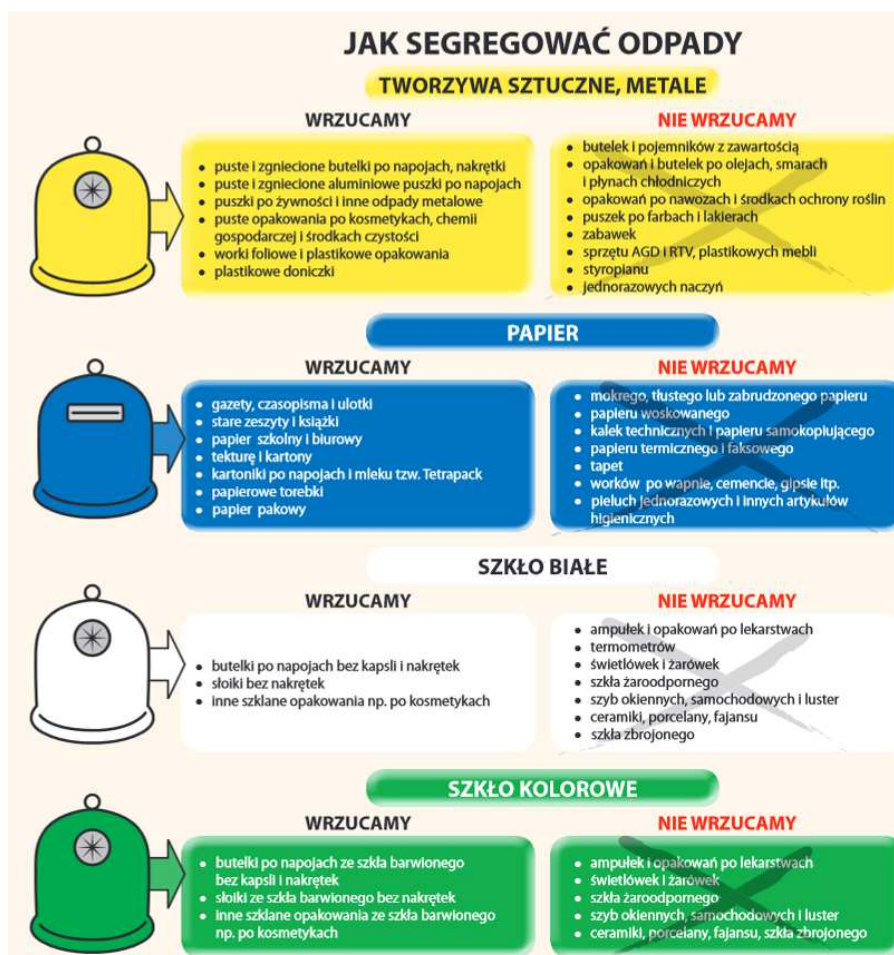 JAK SEGREGOWAĆ ODPADY
TWORZYWA SZTUCZNE, METALE
WRZUCAMY
• puste i zgniecione butelki po napojach, nakrętki
• puste i zgniecione aluminiowe puszki po napojach
• puszki po żywności i inne odpady metalowe
• puste opakowania po kosmetykach, chemii
gospodarczej i środkach czystości
• worki foliowe i plastikowe opakowania
• plastikowe doniczki
NIE WRZUCAMY
• butelek i pojemników z zawartością
• opakowań i butelek po olejach, smarach
i płynach chłodniczych
• opakowań po nawozach i środkach ochrony roślin
• puszek po farbach i lakierach
• zabawek
• sprzętu AGD i RTV, plastikowych mebli
• styropianu
• jednorazowych naczyń
PAPIER
WRZUCAMY
• gazety, czasopisma i ulotki
• stare zeszyty i książki
• papier szkolny i biurowy
• tekturę i kartony
• kartoniki po napojach i mleku tzw. Tetrapack
• papierowe torebki
• papier pakowy
NIE WRZUCAMY
• mokrego, tłustego lub zabrudzonego papieru
• papieru woskowanego
• kalek technicznych i papieru samokopiującego
• papieru termicznego i faksowego
• tapet
• worków po wapnie, cemencie, gipsie itp.
• pieluch jednorazowych i innych artykułów
higienicznych
SZKŁO BIAŁE
WRZUCAMY
• butelki po napojach bez kapsli i nakrętek
• słoiki bez nakrętek
• inne szklane opakowania np. po kosmetykach
NIE WRZUCAMY
• ampułek i opakowań po lekarstwach
• termometrów
• świetlówek i żarówek
• szkła żaroodpornego
• szyb okiennych, samochodowych i luster
• ceramiki, porcelany, fajansu
• szkła zbrojonego
SZKŁO KOLOROWE
WRZUCAMY
• butelki po napojach ze szkła barwionego
bez kapsli i nakrętek
• słoiki ze szkła barwionego bez nakrętek
• inne szklane opakowania ze szkła barwionego
np. po kosmetykach
NIE WRZUCAMY
• ampułek i opakowań po lekarstwach
• świetlówek i żarówek
• szkła żaroodpornego
• szyb okiennych, samochodowych i luster
• ceramiki, porcelany, fajansu, szkła zbrojonego